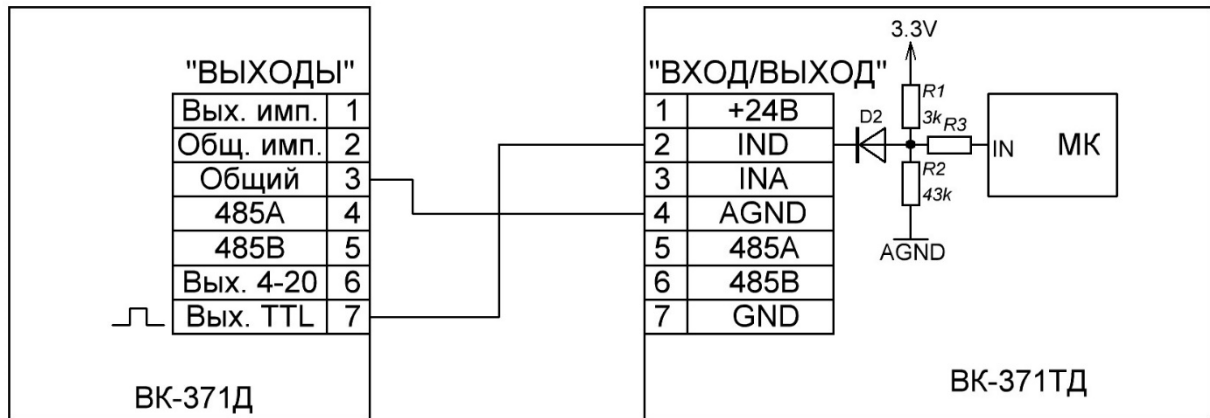 "ВЫХОДЫ"
Вых. имп. 1
Общ. имп. 2
Общий 3
485A 4
485B 5
Вых. 4-20 6
Вых. TTL 7
ВК-371Д
"ВХОД/ВЫХОД"
1 +24В
2 IND
3 INA
4 AGND
5 485A
6 485B
7 GND
3.3V
R1
3k
D2
R3
R2
43k
AGND
IN МК
ВК-371ТД